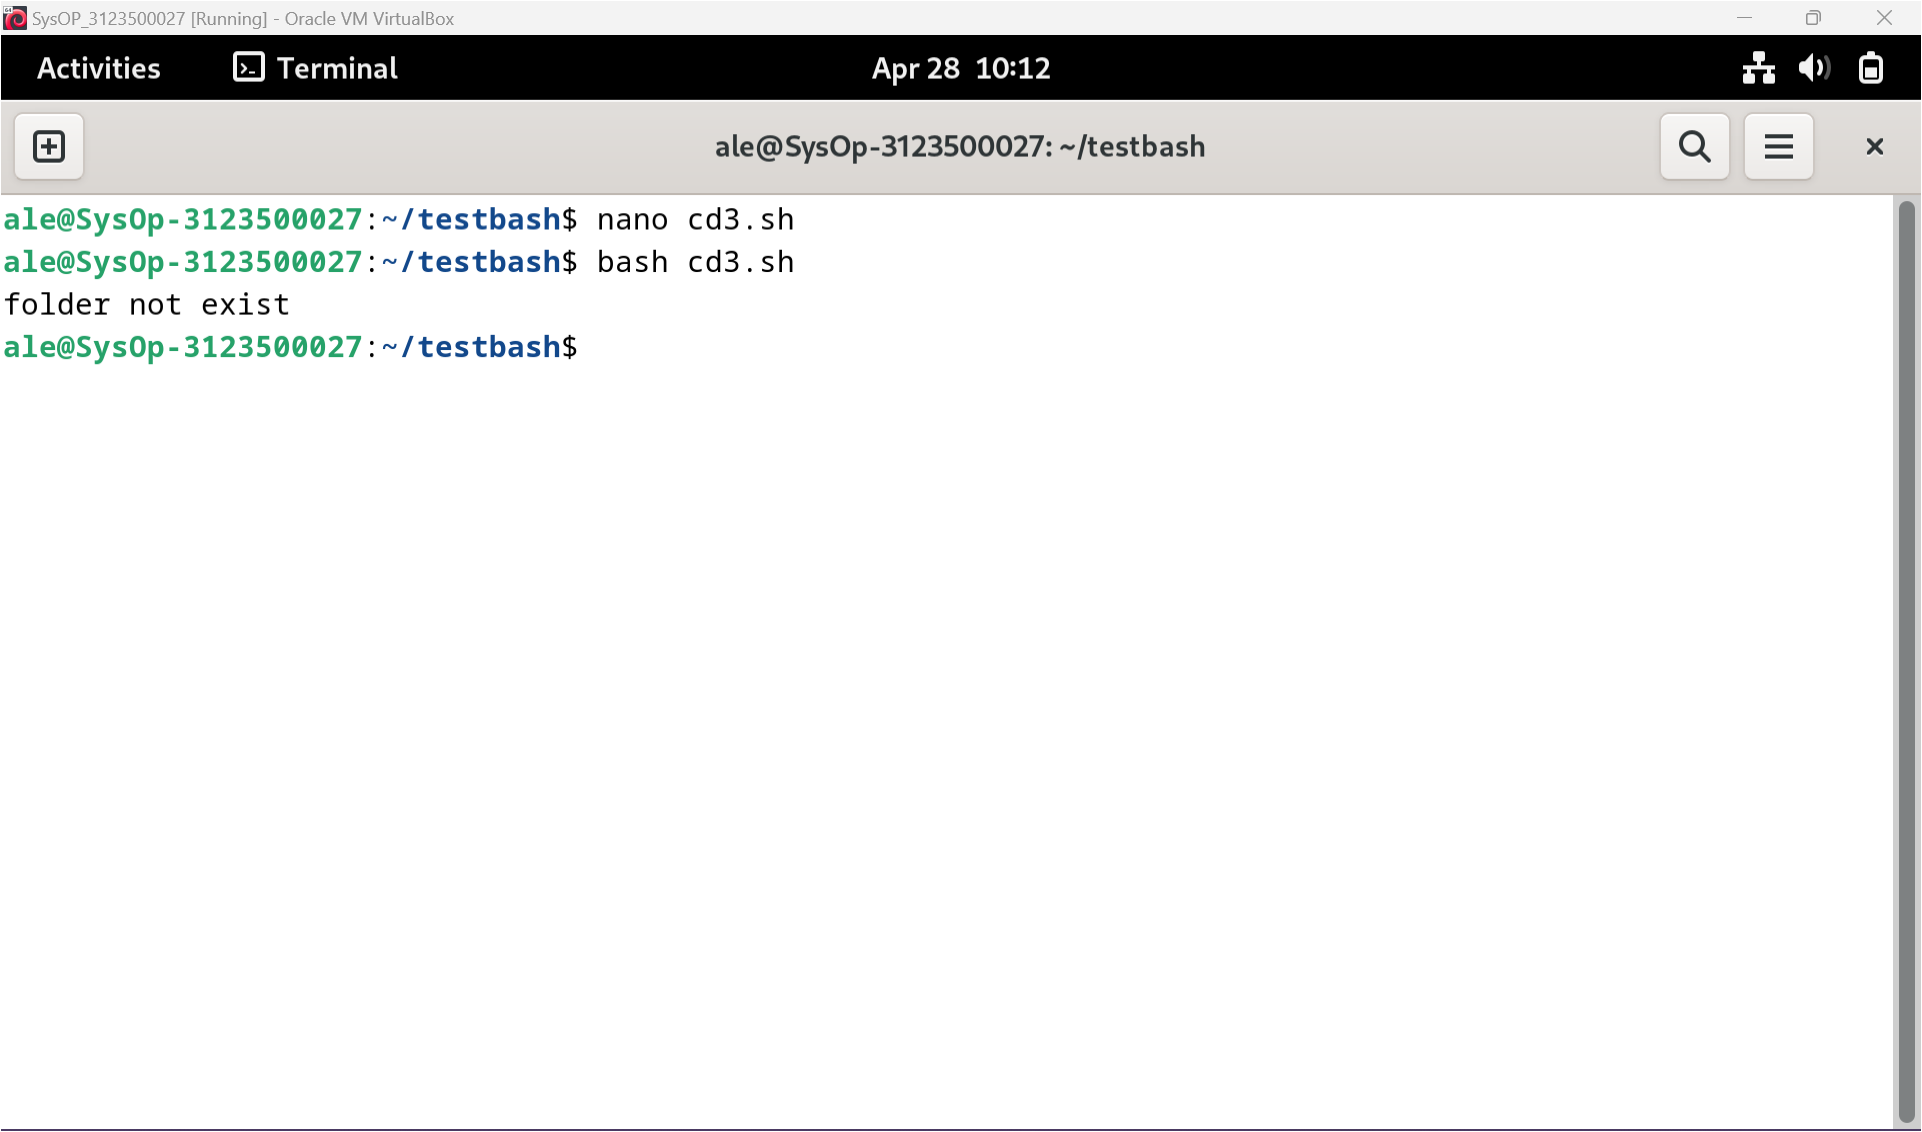 SysOP_3123500027 [Running] - Oracle VM VirtualBox
Activities Terminal Apr 28 10:12
ale@SysOp-3123500027: ~/testbash
ale@SysOp-3123500027:~/testbash$ nano cd3.sh
ale@SysOp-3123500027:~/testbash$ bash cd3.sh
folder not exist
ale@SysOp-3123500027:~/testbash$